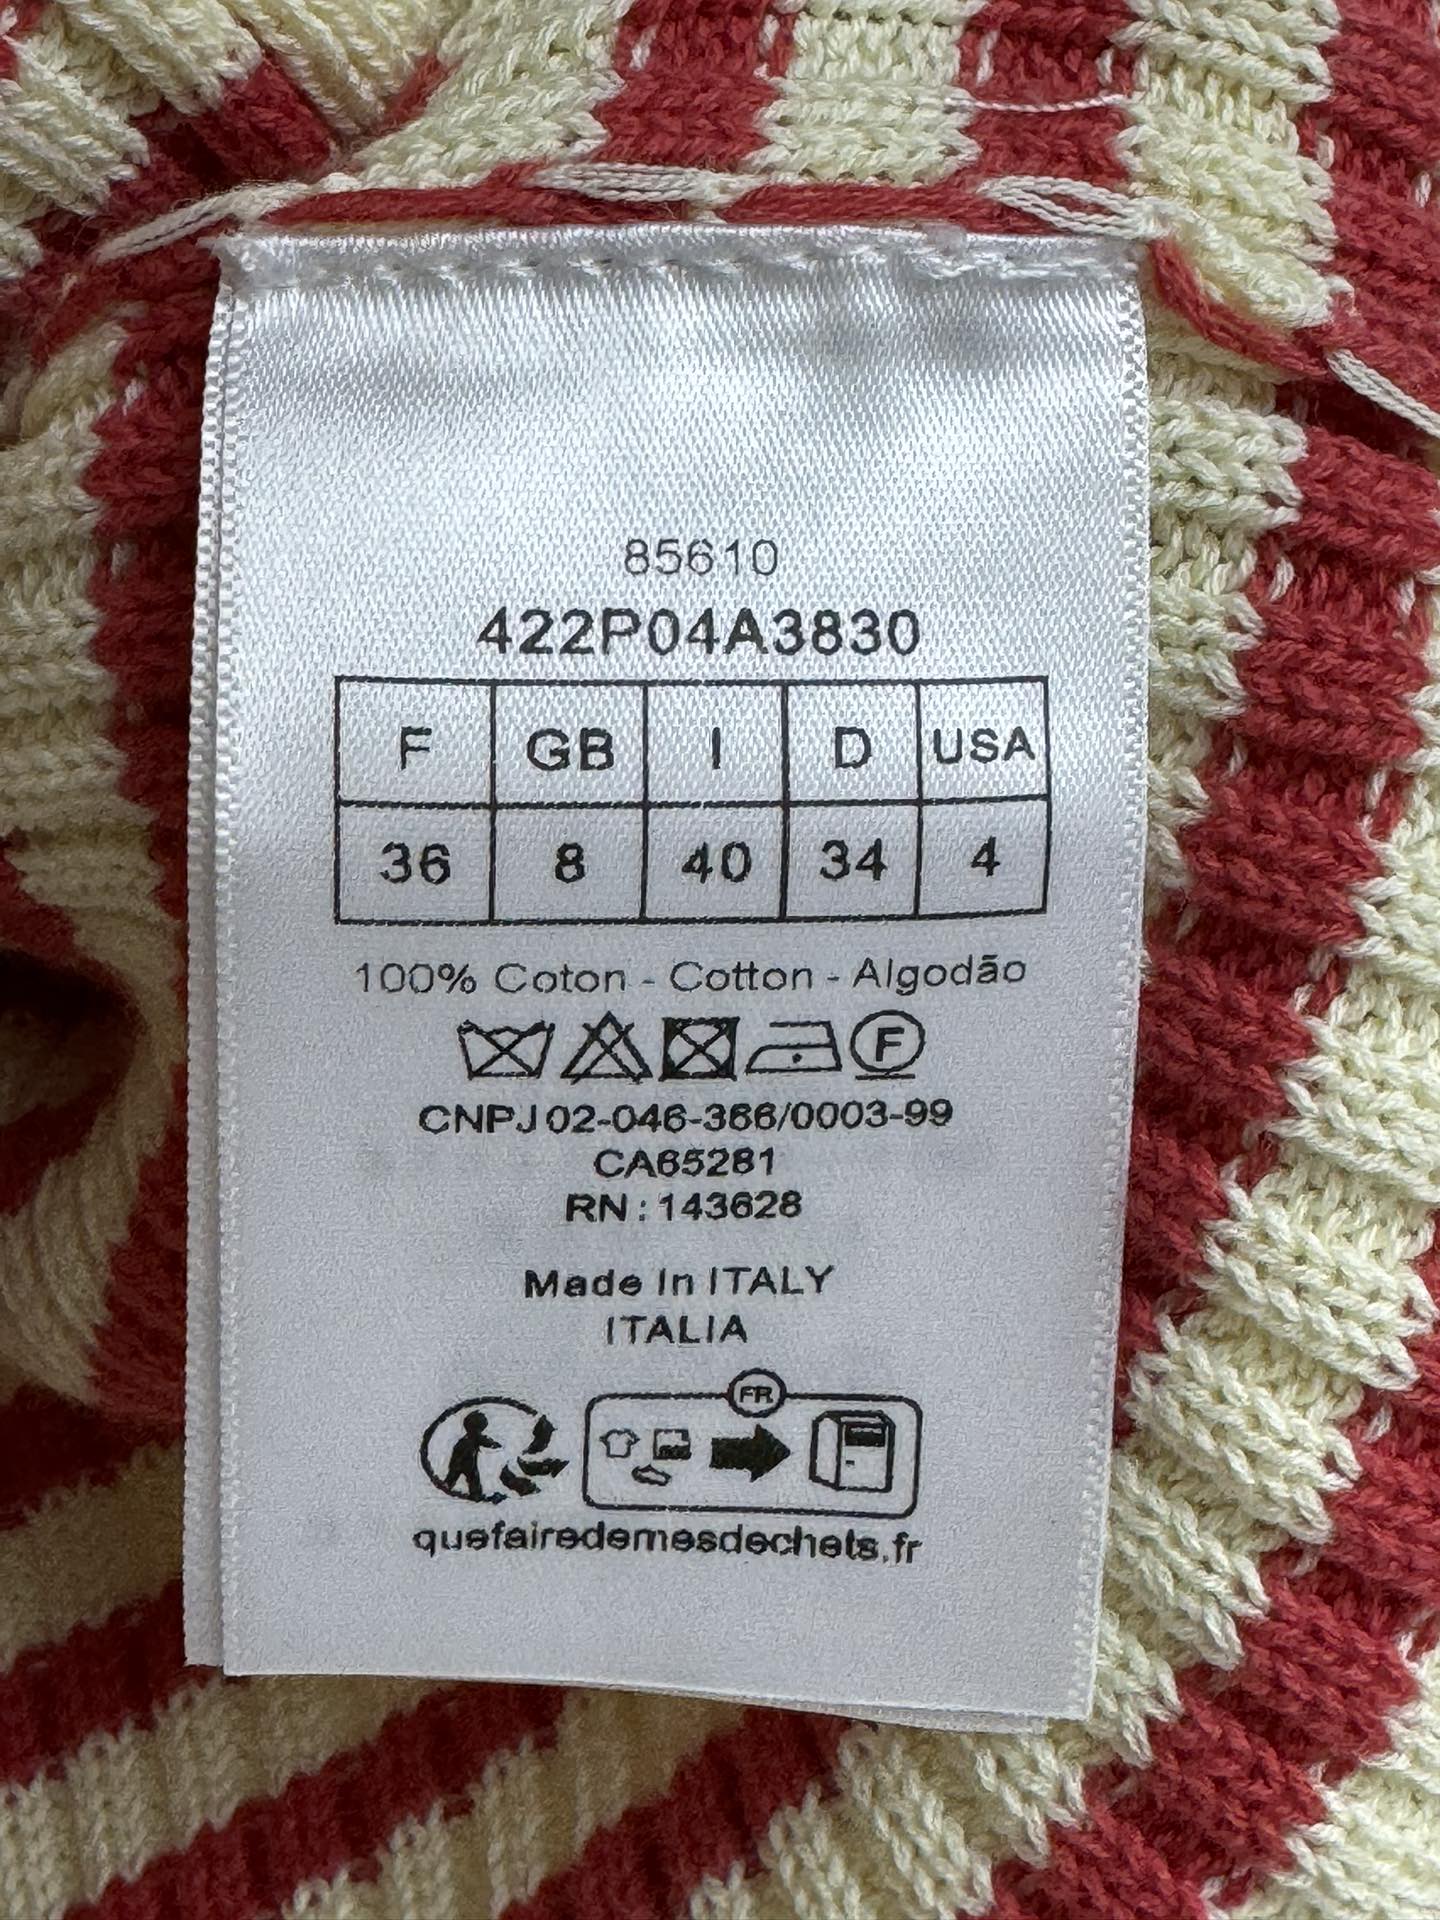 85610
422P04A3830
F GB I D USA
36 8 40 34 4
100% Coton - Cotton - Algodão
F
CNPJ 02-046-366/0003-99
CA65281
RN : 143628
Made In ITALY
ITALIA
FR
quefairedemesdechets.fr